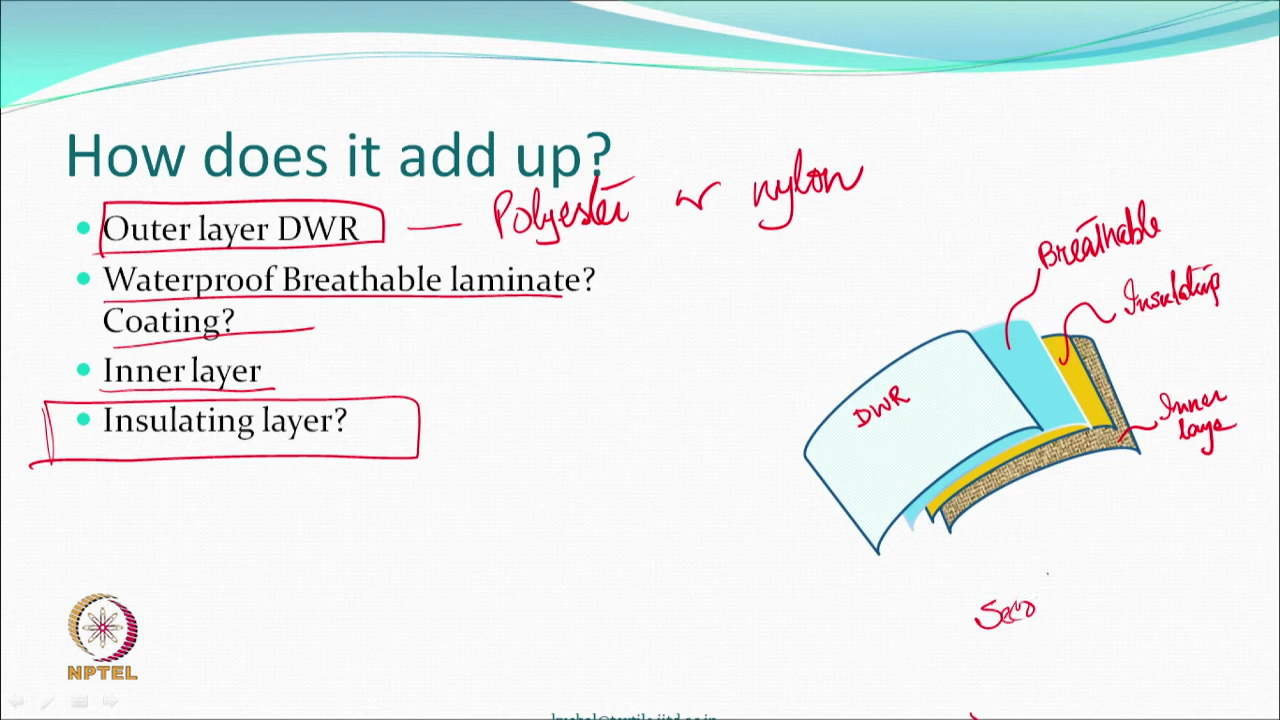 How does it add up?
Outer layer DWR — Polyester or nylon
Waterproof Breathable laminate?
Coating?
Inner layer
Insulating layer?
Breathable
Insulating
DWR
Inner
NPTEL